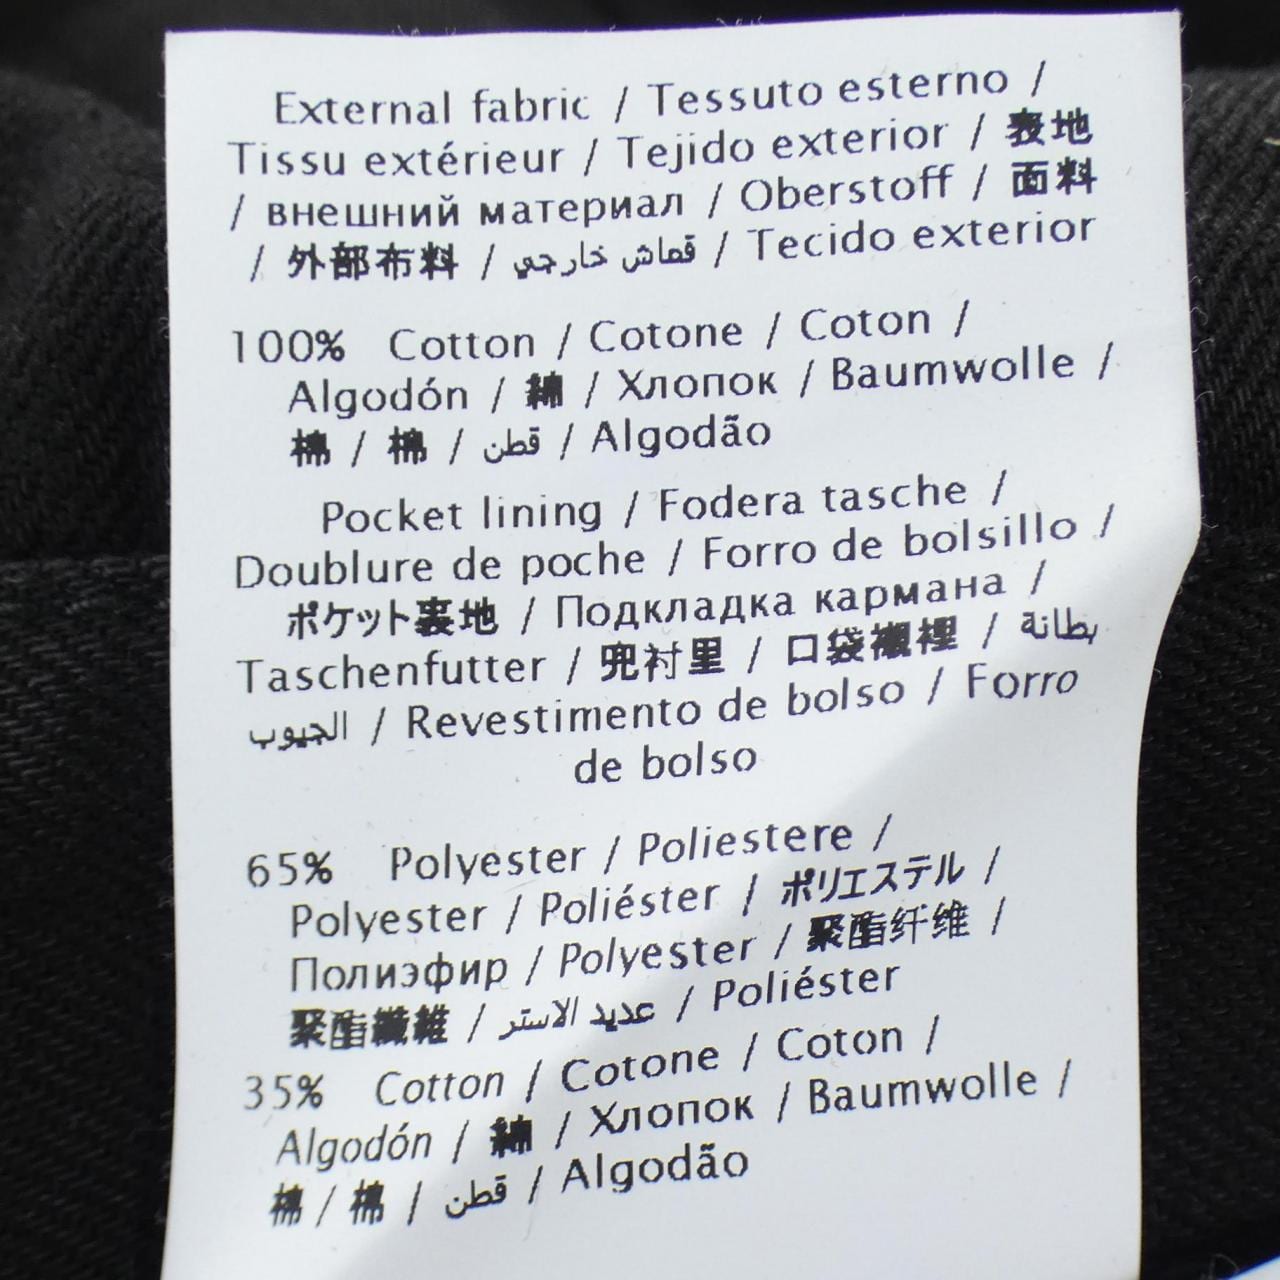 External fabric / Tessuto esterno /
Tissu extérieur / Tejido exterior / 表地
/ внешний материал / Oberstoff / 面料
/ 外部布料 / قماش خارجي / Tecido exterior
100% Cotton / Cotone / Coton /
Algodón / 綿 / Хлопок / Baumwolle /
棉 / 棉 / قطن / Algodão
Pocket lining / Fodera tasche /
Doublure de poche / Forro de bolsillo /
ポケット裏地 / Подкладка кармана /
Taschenfutter / 兜衬里 / 口袋襯裡 / بطانة
الجيوب / Revestimento de bolso / Forro
de bolso
65% Polyester / Poliestere /
Polyester / Poliéster / ポリエステル /
Полиэфир / Polyester / 聚酯纤维 /
聚酯纖維 / عديد الاستر / Poliéster
35% Cotton / Cotone / Coton /
Algodón / 綿 / Хлопок / Baumwolle /
棉 / 棉 / قطن / Algodão